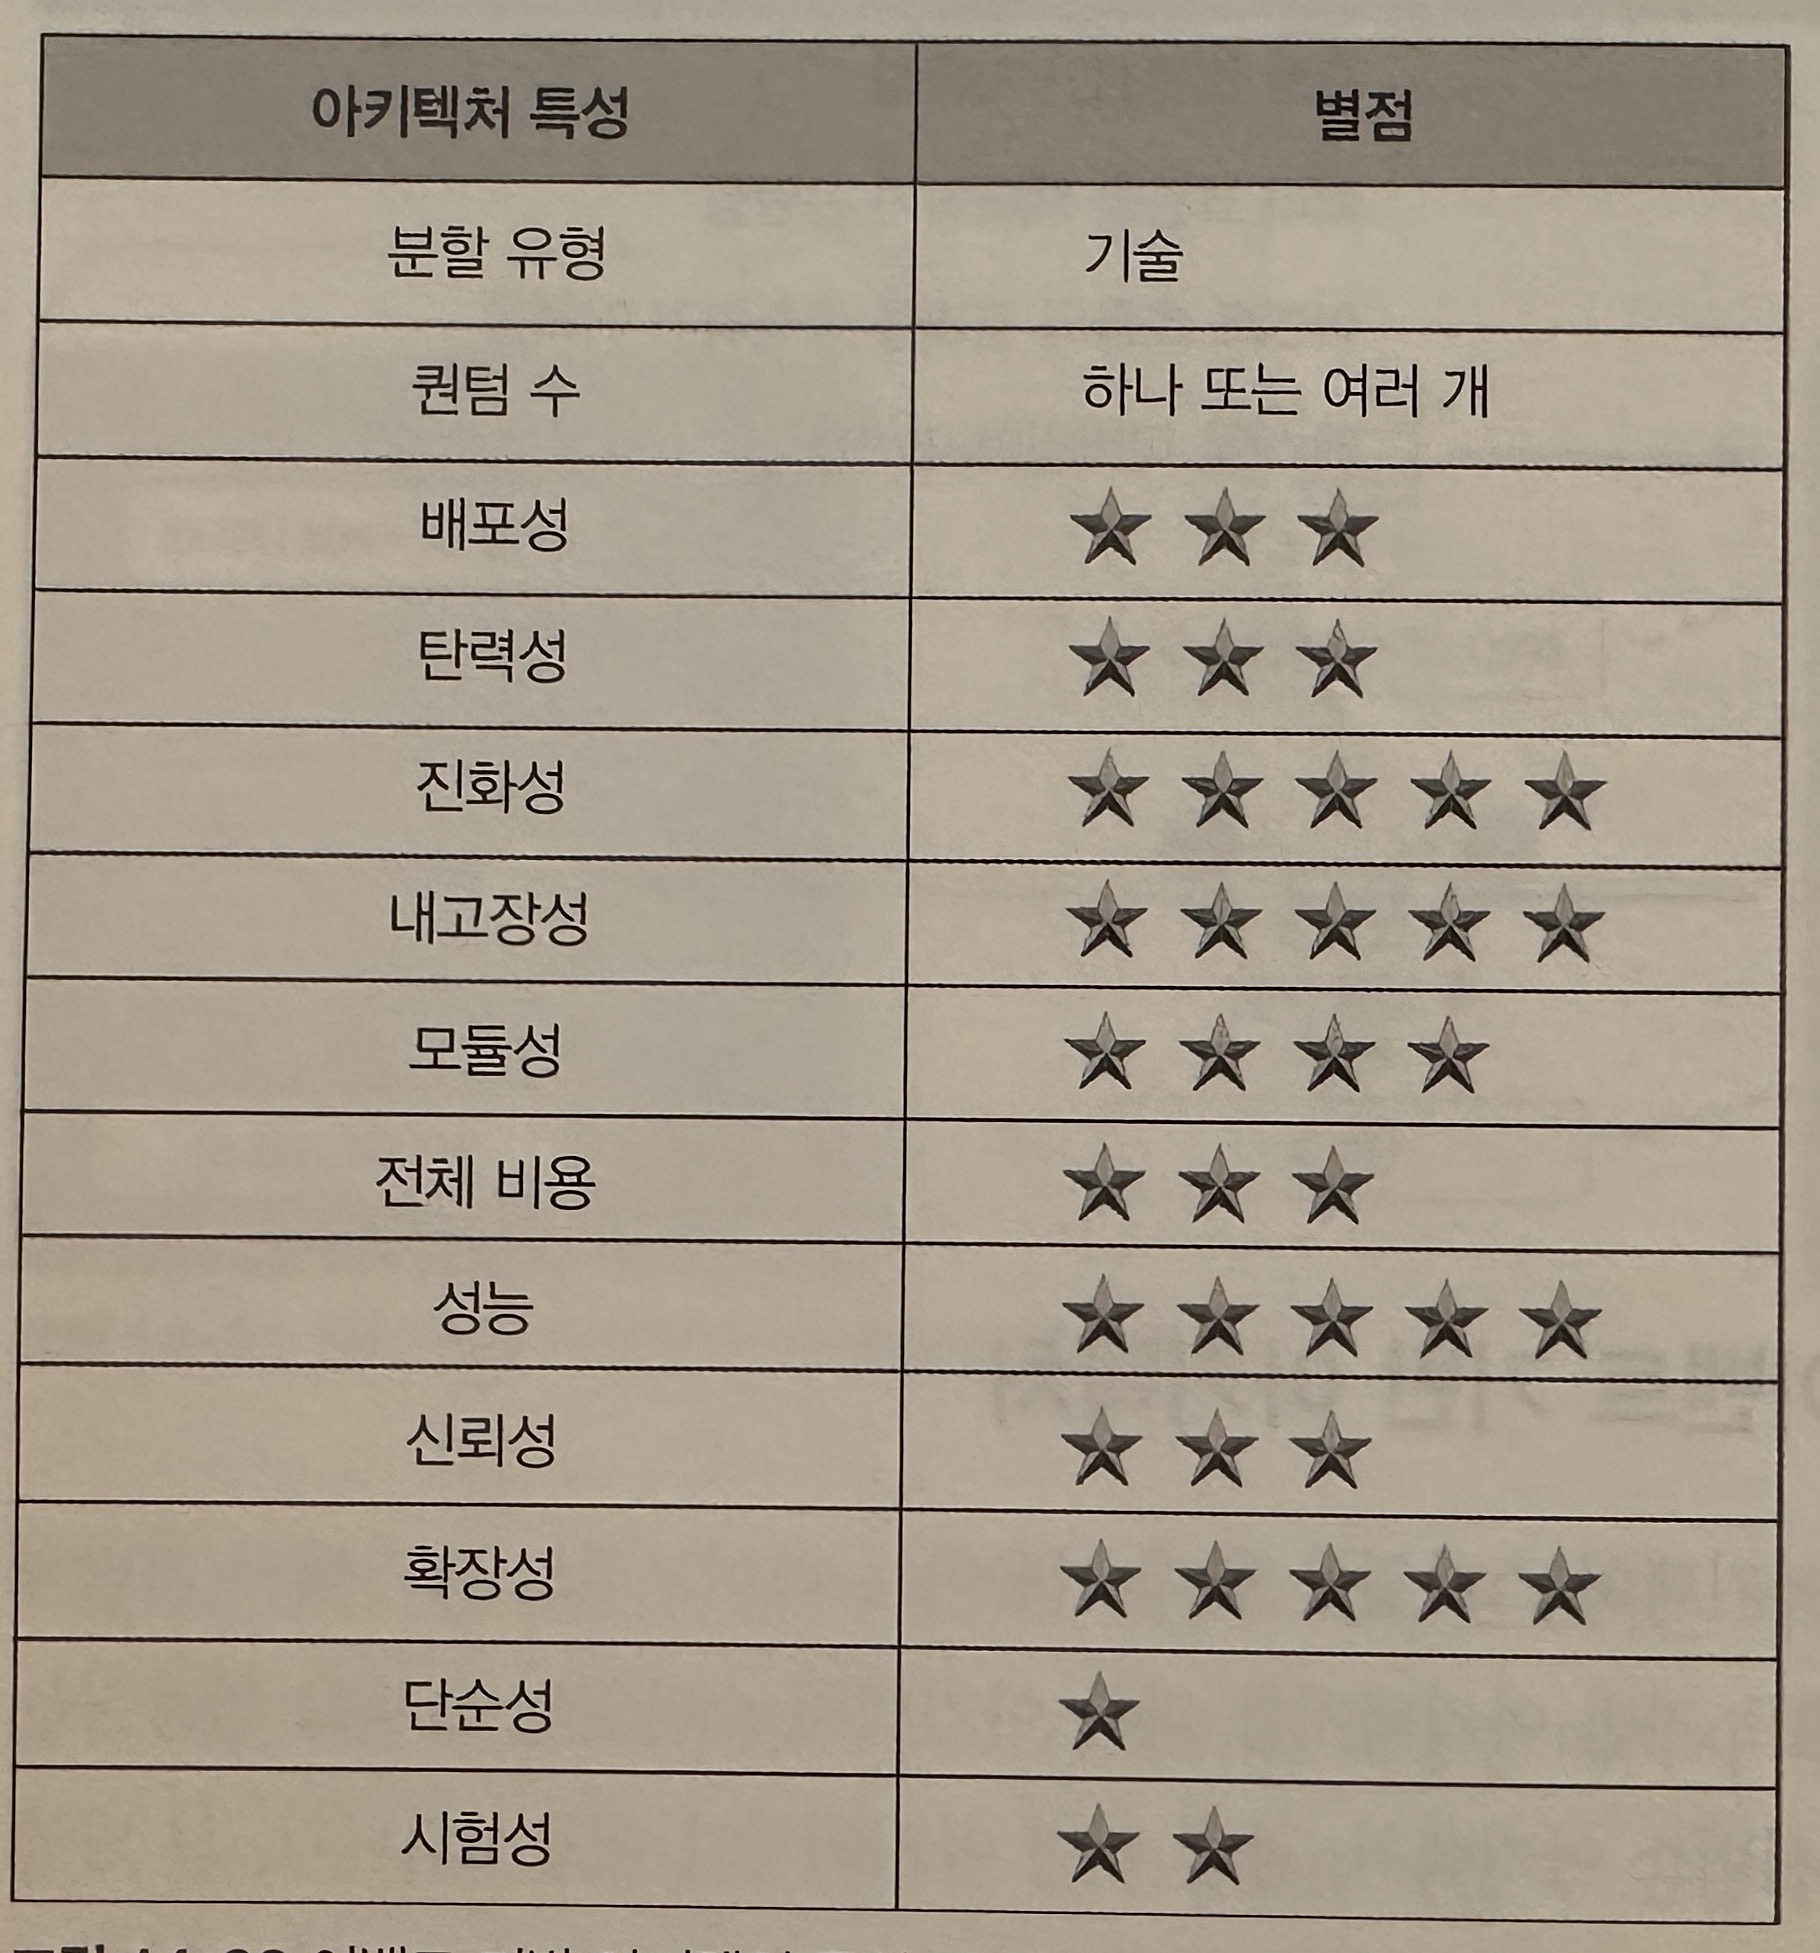 아키텍처 특성 별점
분할 유형 기술
퀀텀 수 하나 또는 여러 개
배포성 ★ ★ ★
탄력성 ★ ★ ★
진화성 ★ ★ ★ ★ ★
내고장성 ★ ★ ★ ★ ★
모듈성 ★ ★ ★ ★
전체 비용 ★ ★ ★
성능 ★ ★ ★ ★ ★
신뢰성 ★ ★ ★
확장성 ★ ★ ★ ★ ★
단순성 ★
시험성 ★ ★